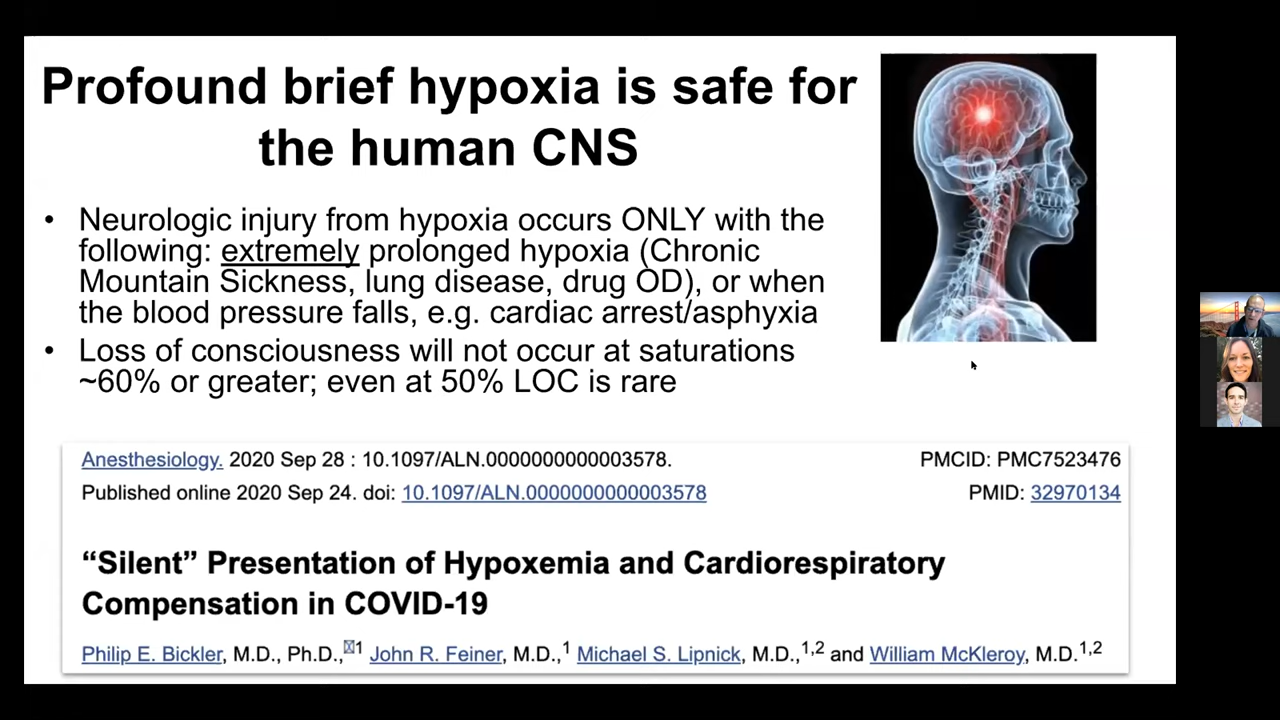 Profound brief hypoxia is safe for
the human CNS
• Neurologic injury from hypoxia occurs ONLY with the
following: extremely prolonged hypoxia (Chronic
Mountain Sickness, lung disease, drug OD), or when
the blood pressure falls, e.g. cardiac arrest/asphyxia
• Loss of consciousness will not occur at saturations
~60% or greater; even at 50% LOC is rare
Anesthesiology. 2020 Sep 28 : 10.1097/ALN.0000000000003578. PMCID: PMC7523476
Published online 2020 Sep 24. doi: 10.1097/ALN.0000000000003578 PMID: 32970134
“Silent” Presentation of Hypoxemia and Cardiorespiratory
Compensation in COVID-19
Philip E. Bickler, M.D., Ph.D.,1 John R. Feiner, M.D.,1 Michael S. Lipnick, M.D.,1,2 and William McKleroy, M.D.1,2